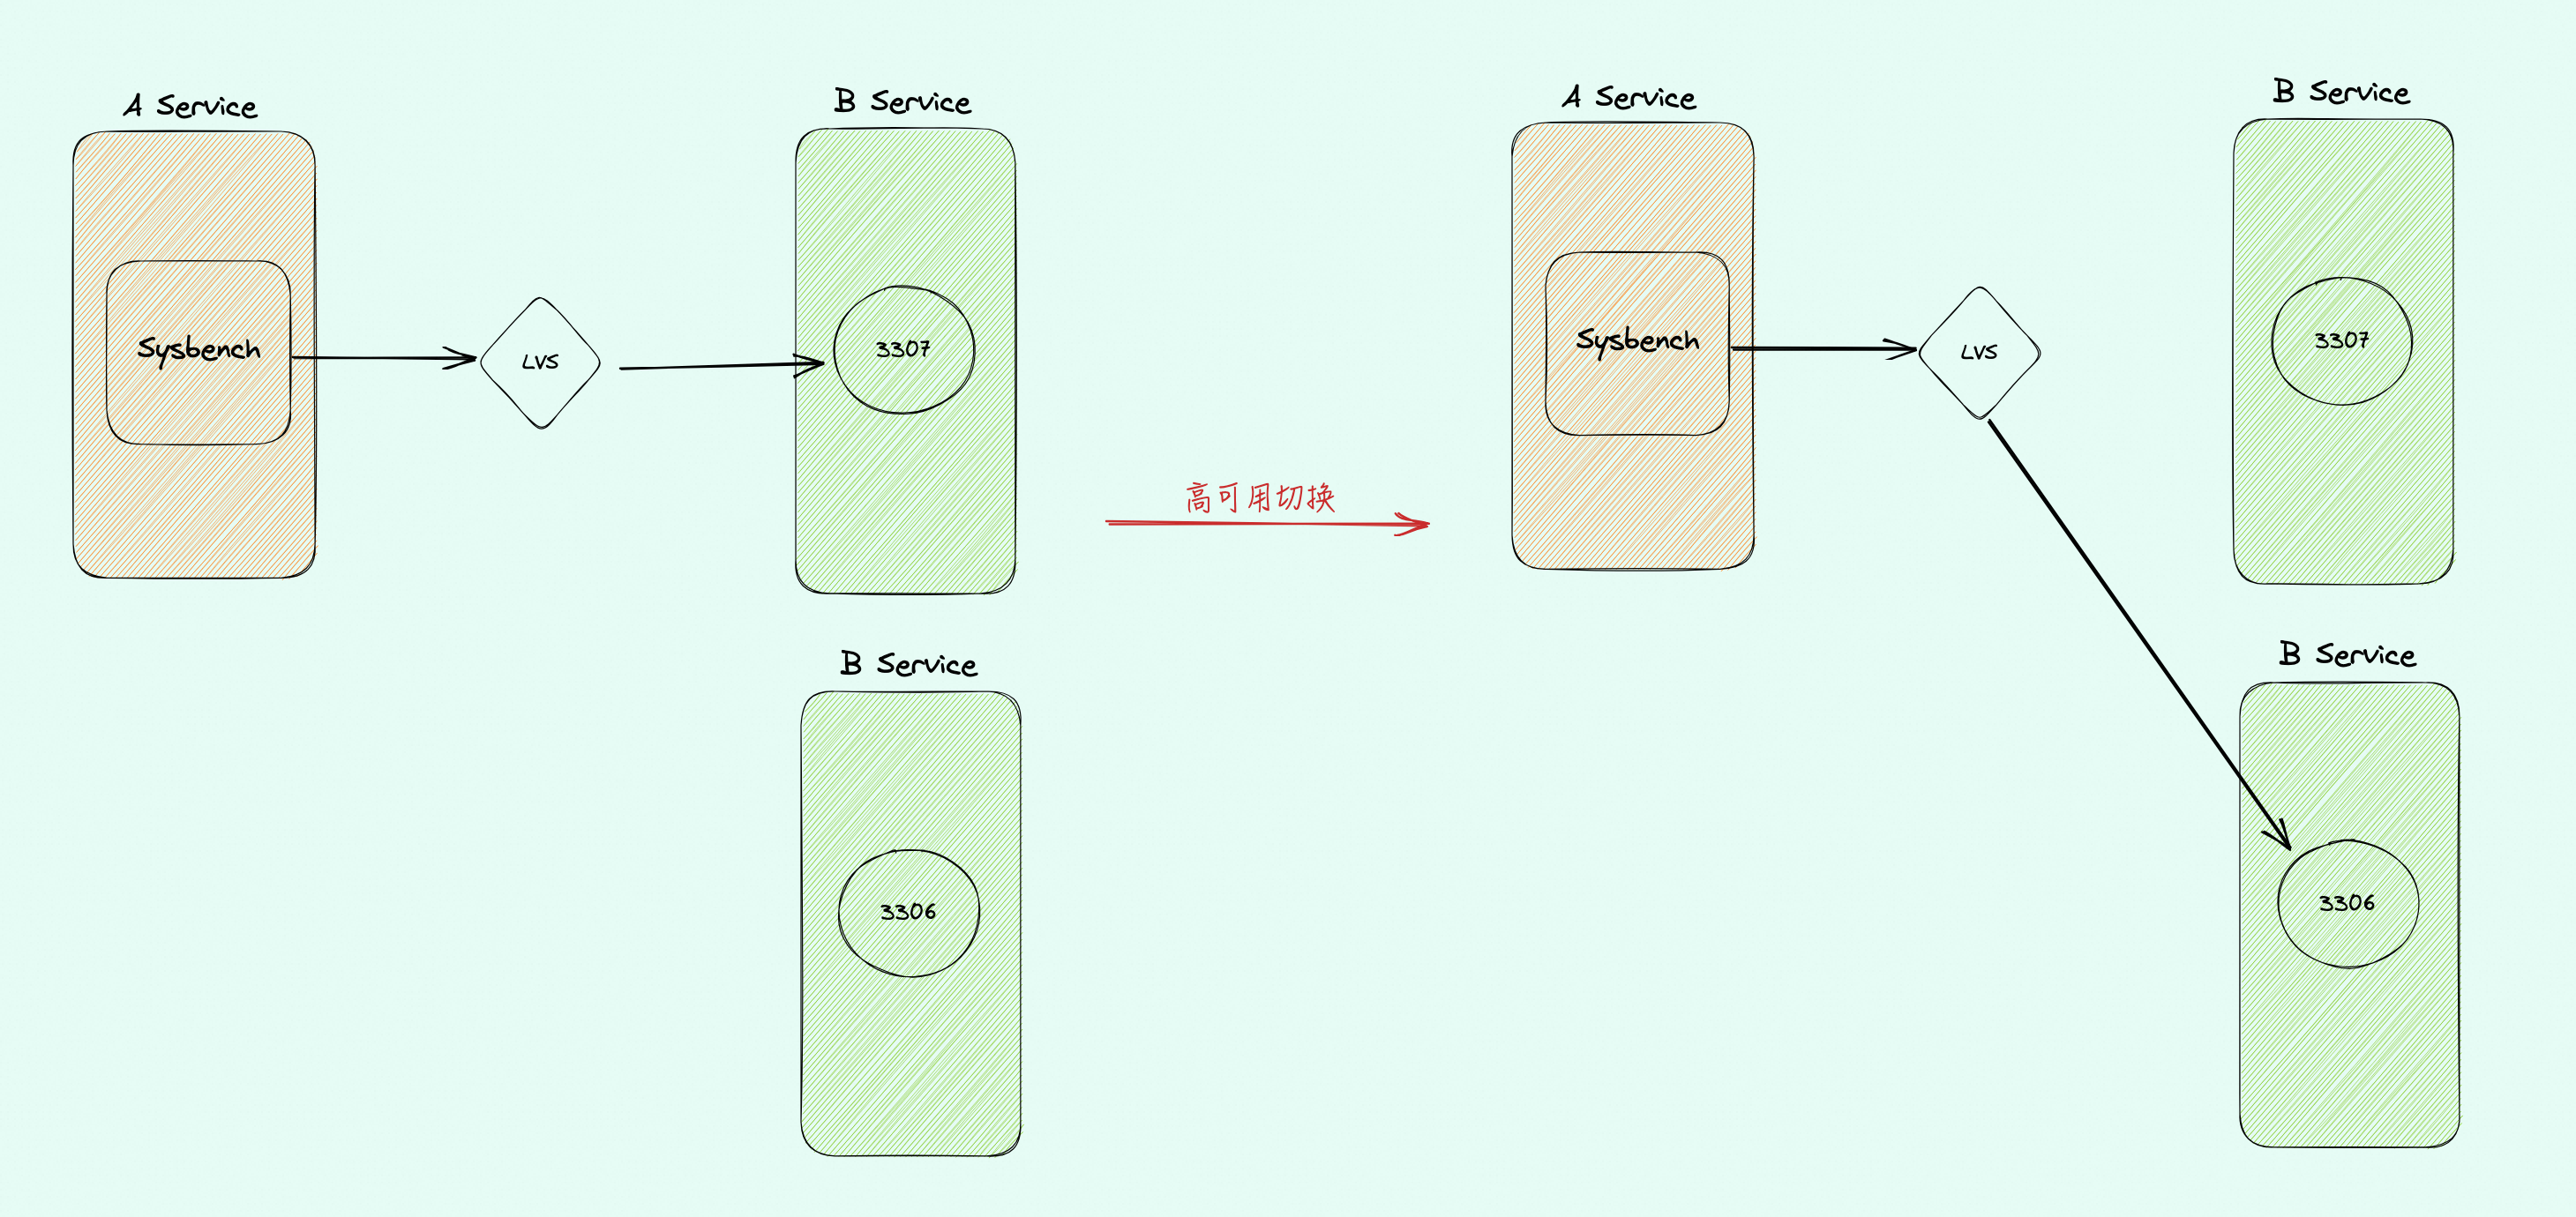 A Service
Sysbench
LVS
B Service
3307
B Service
3306
高可用切换
A Service
Sysbench
LVS
B Service
3307
B Service
3306